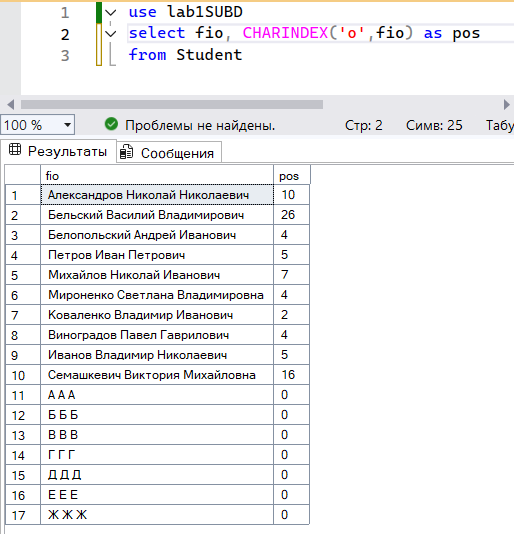 1 use lab1SUBD
2 select fio, CHARINDEX('o',fio) as pos
3 from Student
100 % Проблемы не найдены. Стр: 2 Симв: 25 Табу
Результаты Сообщения
fio pos
1 Александров Николай Николаевич 10
2 Бельский Василий Владимирович 26
3 Белопольский Андрей Иванович 4
4 Петров Иван Петрович 5
5 Михайлов Николай Иванович 7
6 Мироненко Светлана Владимировна 4
7 Коваленко Владимир Иванович 2
8 Виноградов Павел Гаврилович 4
9 Иванов Владимир Николаевич 5
10 Семашкевич Виктория Михайловна 16
11 А А А 0
12 Б Б Б 0
13 В В В 0
14 Г Г Г 0
15 Д Д Д 0
16 Е Е Е 0
17 Ж Ж Ж 0